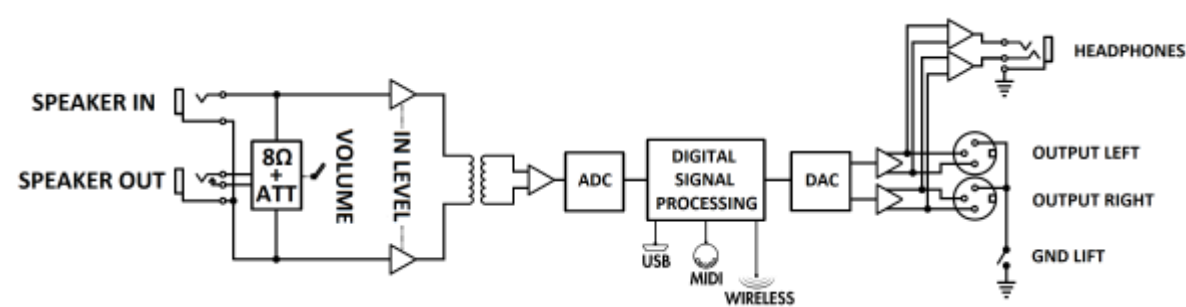 SPEAKER IN
SPEAKER OUT
8Ω
+
ATT
VOLUME
IN LEVEL
ADC
DIGITAL
SIGNAL
PROCESSING
USB
MIDI
WIRELESS
DAC
HEADPHONES
OUTPUT LEFT
OUTPUT RIGHT
GND LIFT